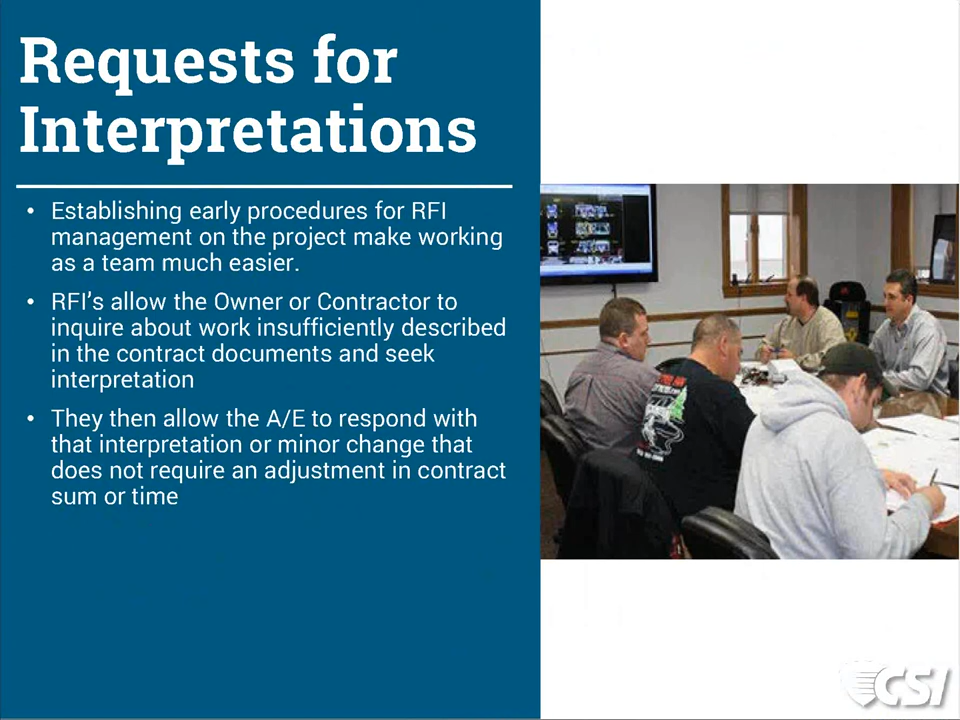 Requests for
Interpretations
• Establishing early procedures for RFI
management on the project make working
as a team much easier.
• RFI's allow the Owner or Contractor to
inquire about work insufficiently described
in the contract documents and seek
interpretation
• They then allow the A/E to respond with
that interpretation or minor change that
does not require an adjustment in contract
sum or time
CSI